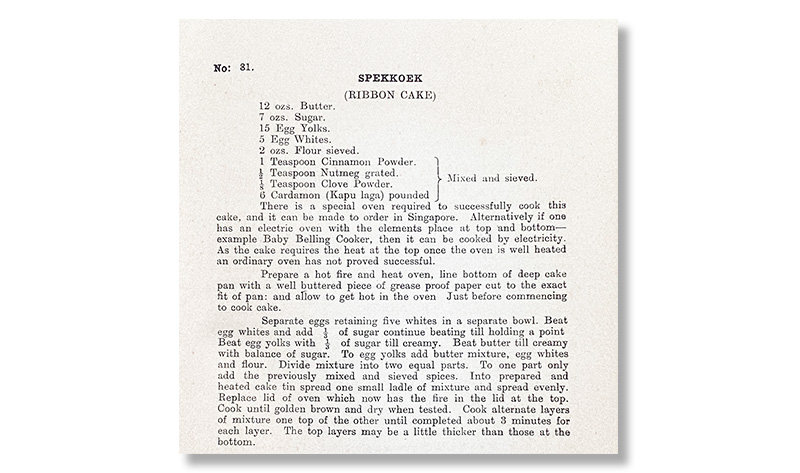 No: 31.
SPEKKOEK
(RIBBON CAKE)
12 ozs. Butter.
7 ozs. Sugar.
15 Egg Yolks.
5 Egg Whites.
2 ozs. Flour sieved.
1 Teaspoon Cinnamon Powder.
½ Teaspoon Nutmeg grated.
⅛ Teaspoon Clove Powder.
6 Cardamon (Kapu laga) pounded
Mixed and sieved.
There is a special oven required to successfully cook this
cake, and it can be made to order in Singapore. Alternatively if one
has an electric oven with the elements place at top and bottom—
example Baby Belling Cooker, then it can be cooked by electricity.
As the cake requires the heat at the top once the oven is well heated
an ordinary oven has not proved successful.
Prepare a hot fire and heat oven, line bottom of deep cake
pan with a well buttered piece of grease proof paper cut to the exact
fit of pan: and allow to get hot in the oven Just before commencing
to cook cake.
Separate eggs retaining five whites in a separate bowl. Beat
egg whites and add ⅓ of sugar continue beating till holding a point
Beat egg yolks with ⅓ of sugar till creamy. Beat butter till creamy
with balance of sugar. To egg yolks add butter mixture, egg whites
and flour. Divide mixture into two equal parts. To one part only
add the previously mixed and sieved spices. Into prepared and
heated cake tin spread one small ladle of mixture and spread evenly.
Replace lid of oven which now has the fire in the lid at the top.
Cook until golden brown and dry when tested. Cook alternate layers
of mixture one top of the other until completed about 3 minutes for
each layer. The top layers may be a little thicker than those at the
bottom.